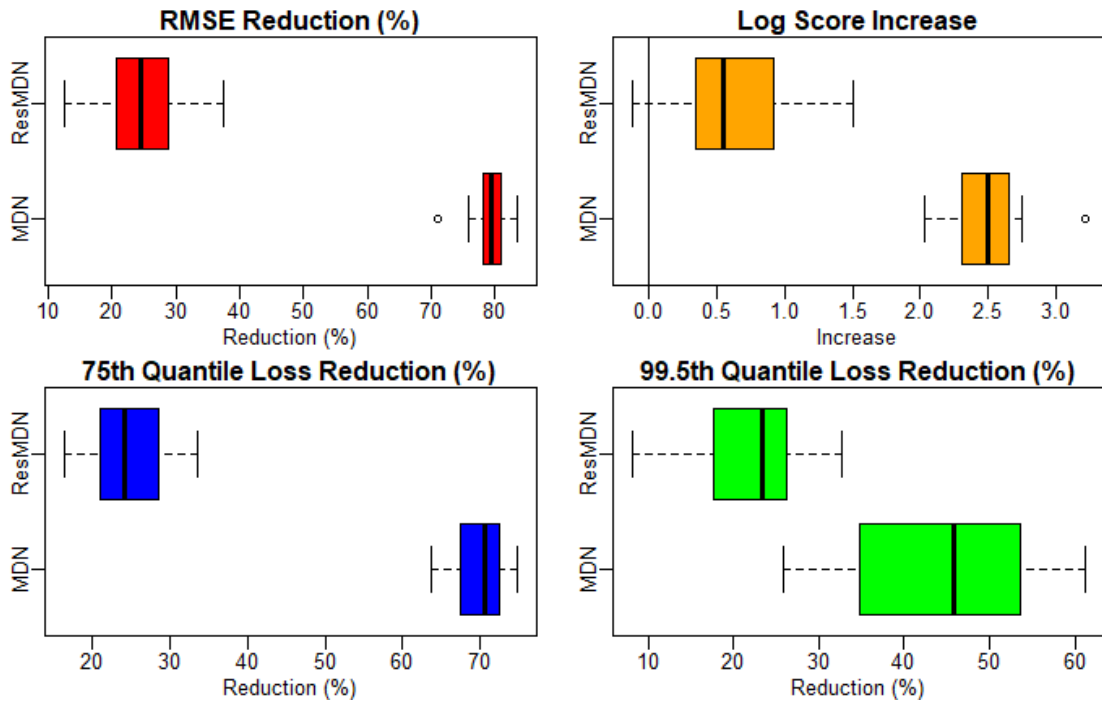 RMSE Reduction (%)
ResMDN
MDN
10 20 30 40 50 60 70 80
Reduction (%)
Log Score Increase
ResMDN
MDN
0.0 0.5 1.0 1.5 2.0 2.5 3.0
Increase
75th Quantile Loss Reduction (%)
ResMDN
MDN
20 30 40 50 60 70
Reduction (%)
99.5th Quantile Loss Reduction (%)
ResMDN
MDN
10 20 30 40 50 60
Reduction (%)